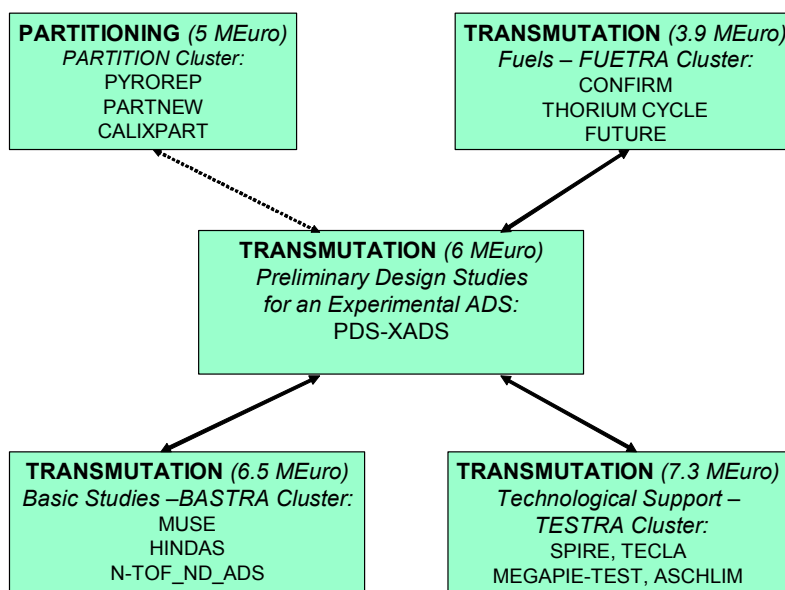 PARTITIONING (5 MEuro)
PARTITION Cluster:
PYROREP
PARTNEW
CALIXPART
TRANSMUTATION (3.9 MEuro)
Fuels – FUETRA Cluster:
CONFIRM
THORIUM CYCLE
FUTURE
TRANSMUTATION (6 MEuro)
Preliminary Design Studies
for an Experimental ADS:
PDS-XADS
TRANSMUTATION (6.5 MEuro)
Basic Studies –BASTRA Cluster:
MUSE
HINDAS
N-TOF_ND_ADS
TRANSMUTATION (7.3 MEuro)
Technological Support –
TESTRA Cluster:
SPIRE, TECLA
MEGAPIE-TEST, ASCHLIM